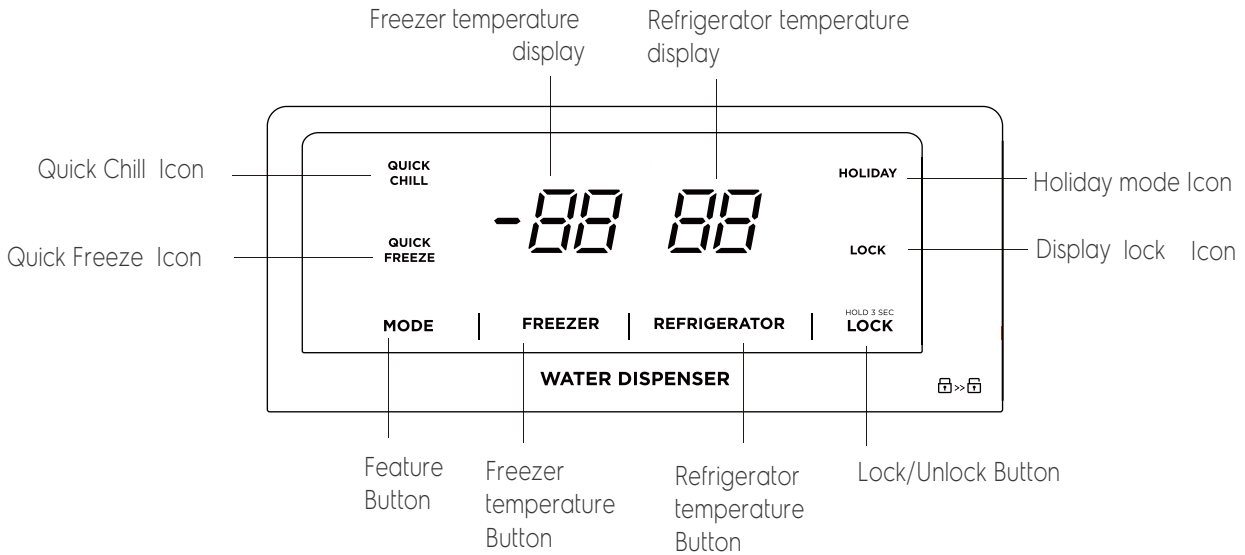 Freezer temperature
display
Refrigerator temperature
display
Quick Chill Icon
QUICK
CHILL
-88
88
HOLIDAY
Holiday mode Icon
Quick Freeze Icon
QUICK
FREEZE
LOCK
Display lock Icon
MODE
FREEZER
REFRIGERATOR
HOLD 3 SEC
LOCK
WATER DISPENSER
>>
Feature
Button
Freezer
temperature
Button
Refrigerator
temperature
Button
Lock/Unlock Button